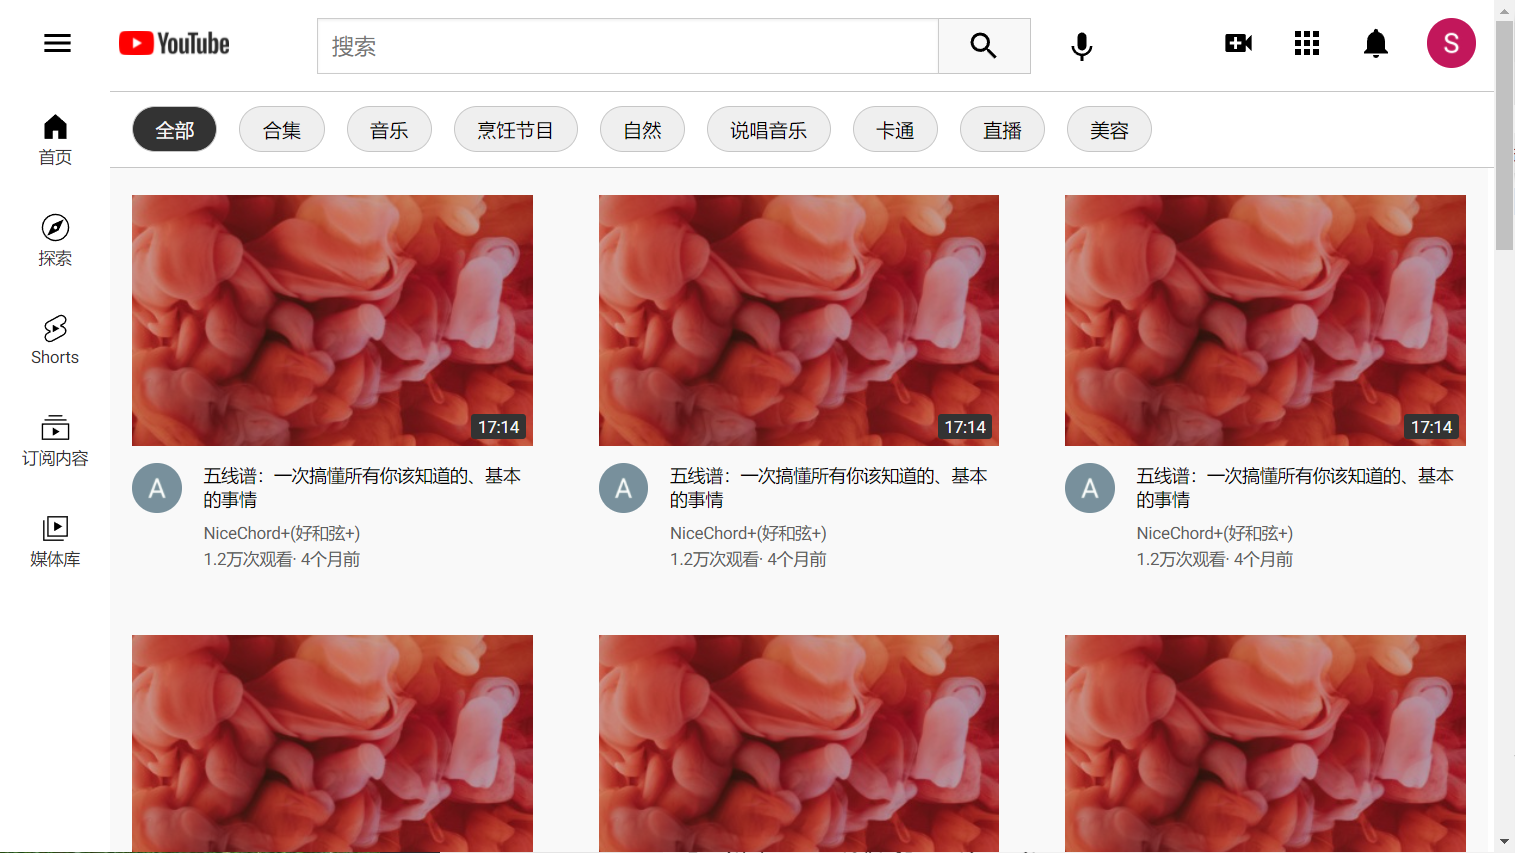 YouTube
搜索
S
全部
合集
音乐
烹饪节目
自然
说唱音乐
卡通
直播
美容
首页
探索
Shorts
订阅内容
媒体库
17:14
17:14
17:14
A
五线谱：一次搞懂所有你该知道的、基本
的事情
NiceChord+(好和弦+)
1.2万次观看· 4个月前
A
五线谱：一次搞懂所有你该知道的、基本
的事情
NiceChord+(好和弦+)
1.2万次观看· 4个月前
A
五线谱：一次搞懂所有你该知道的、基本
的事情
NiceChord+(好和弦+)
1.2万次观看· 4个月前